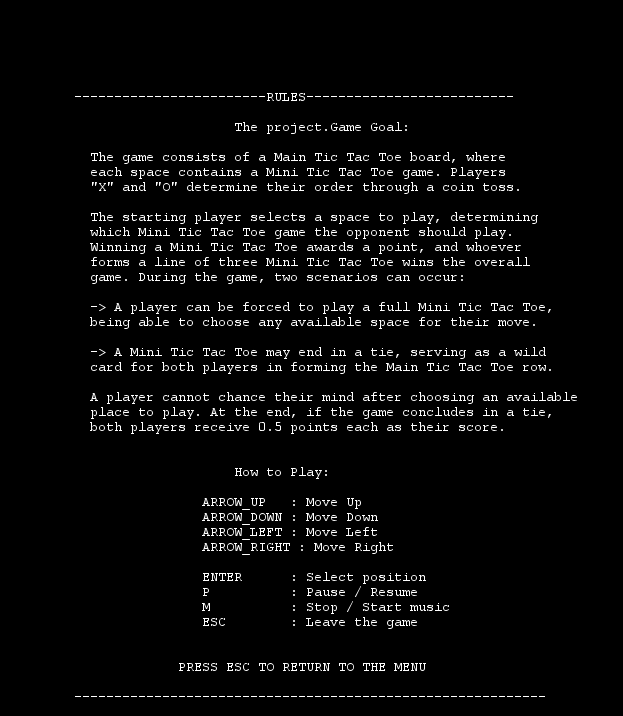 ------------------------RULES--------------------------
The project.Game Goal:
The game consists of a Main Tic Tac Toe board, where
each space contains a Mini Tic Tac Toe game. Players
"X" and "O" determine their order through a coin toss.
The starting player selects a space to play, determining
which Mini Tic Tac Toe game the opponent should play.
Winning a Mini Tic Tac Toe awards a point, and whoever
forms a line of three Mini Tic Tac Toe wins the overall
game. During the game, two scenarios can occur:
-> A player can be forced to play a full Mini Tic Tac Toe,
being able to choose any available space for their move.
-> A Mini Tic Tac Toe may end in a tie, serving as a wild
card for both players in forming the Main Tic Tac Toe row.
A player cannot chance their mind after choosing an available
place to play. At the end, if the game concludes in a tie,
both players receive 0.5 points each as their score.
How to Play:
ARROW_UP   : Move Up
ARROW_DOWN : Move Down
ARROW_LEFT : Move Left
ARROW_RIGHT : Move Right
ENTER      : Select position
P          : Pause / Resume
M          : Stop / Start music
ESC        : Leave the game
PRESS ESC TO RETURN TO THE MENU
-----------------------------------------------------------